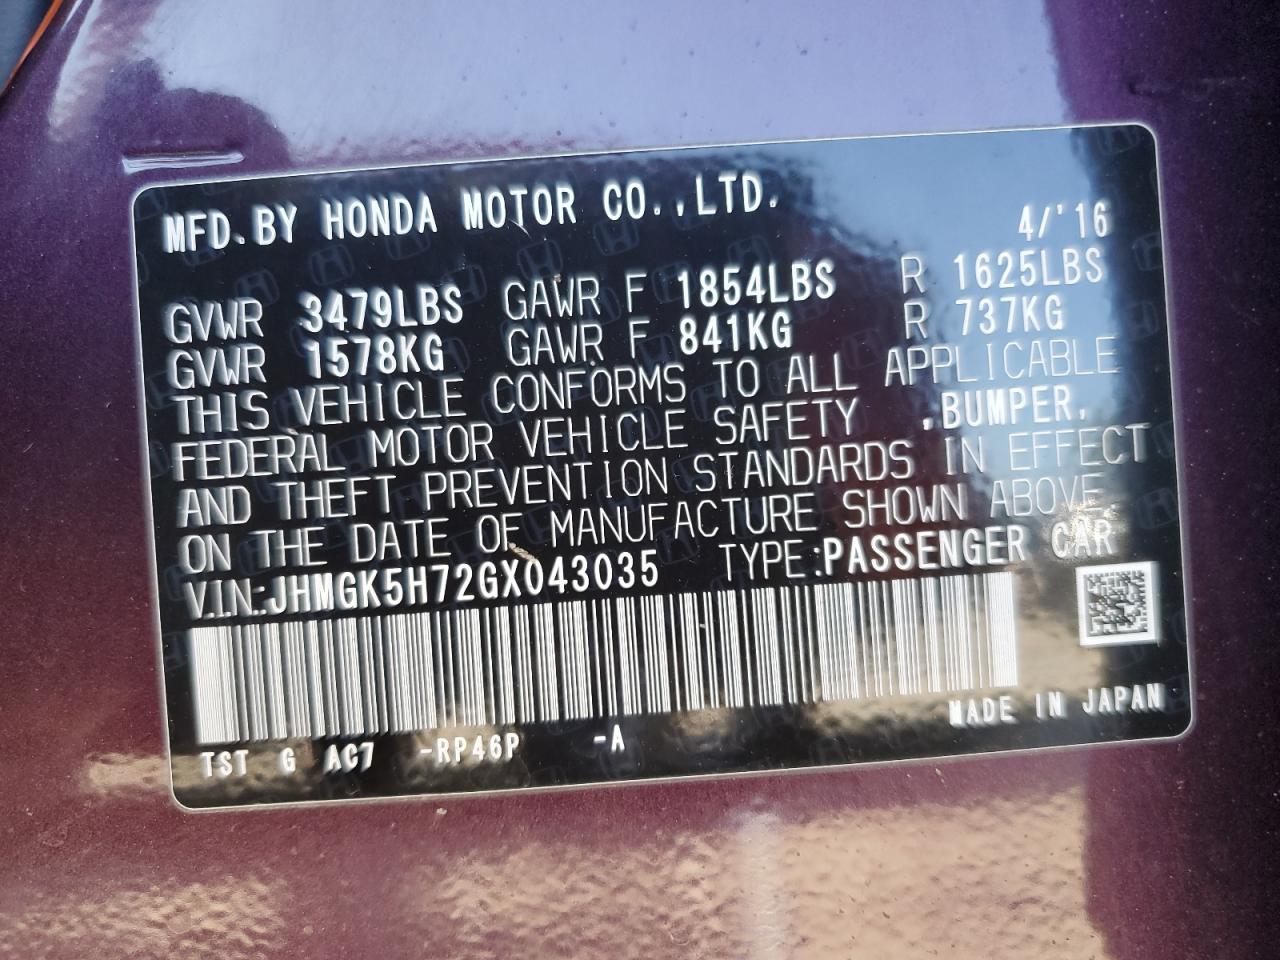 MFD.BY HONDA MOTOR CO.,LTD. 4/'16
GVWR 3479LBS GAWR F 1854LBS R 1625LBS
GVWR 1578KG GAWR F 841KG R 737KG
THIS VEHICLE CONFORMS TO ALL APPLICABLE
FEDERAL MOTOR VEHICLE SAFETY ,BUMPER,
AND THEFT PREVENTION STANDARDS IN EFFECT
ON THE DATE OF MANUFACTURE SHOWN ABOVE.
V.I.N.:JHMGK5H72GX043035 TYPE:PASSENGER CAR
MADE IN JAPAN
TST G AC7 -RP46P -A